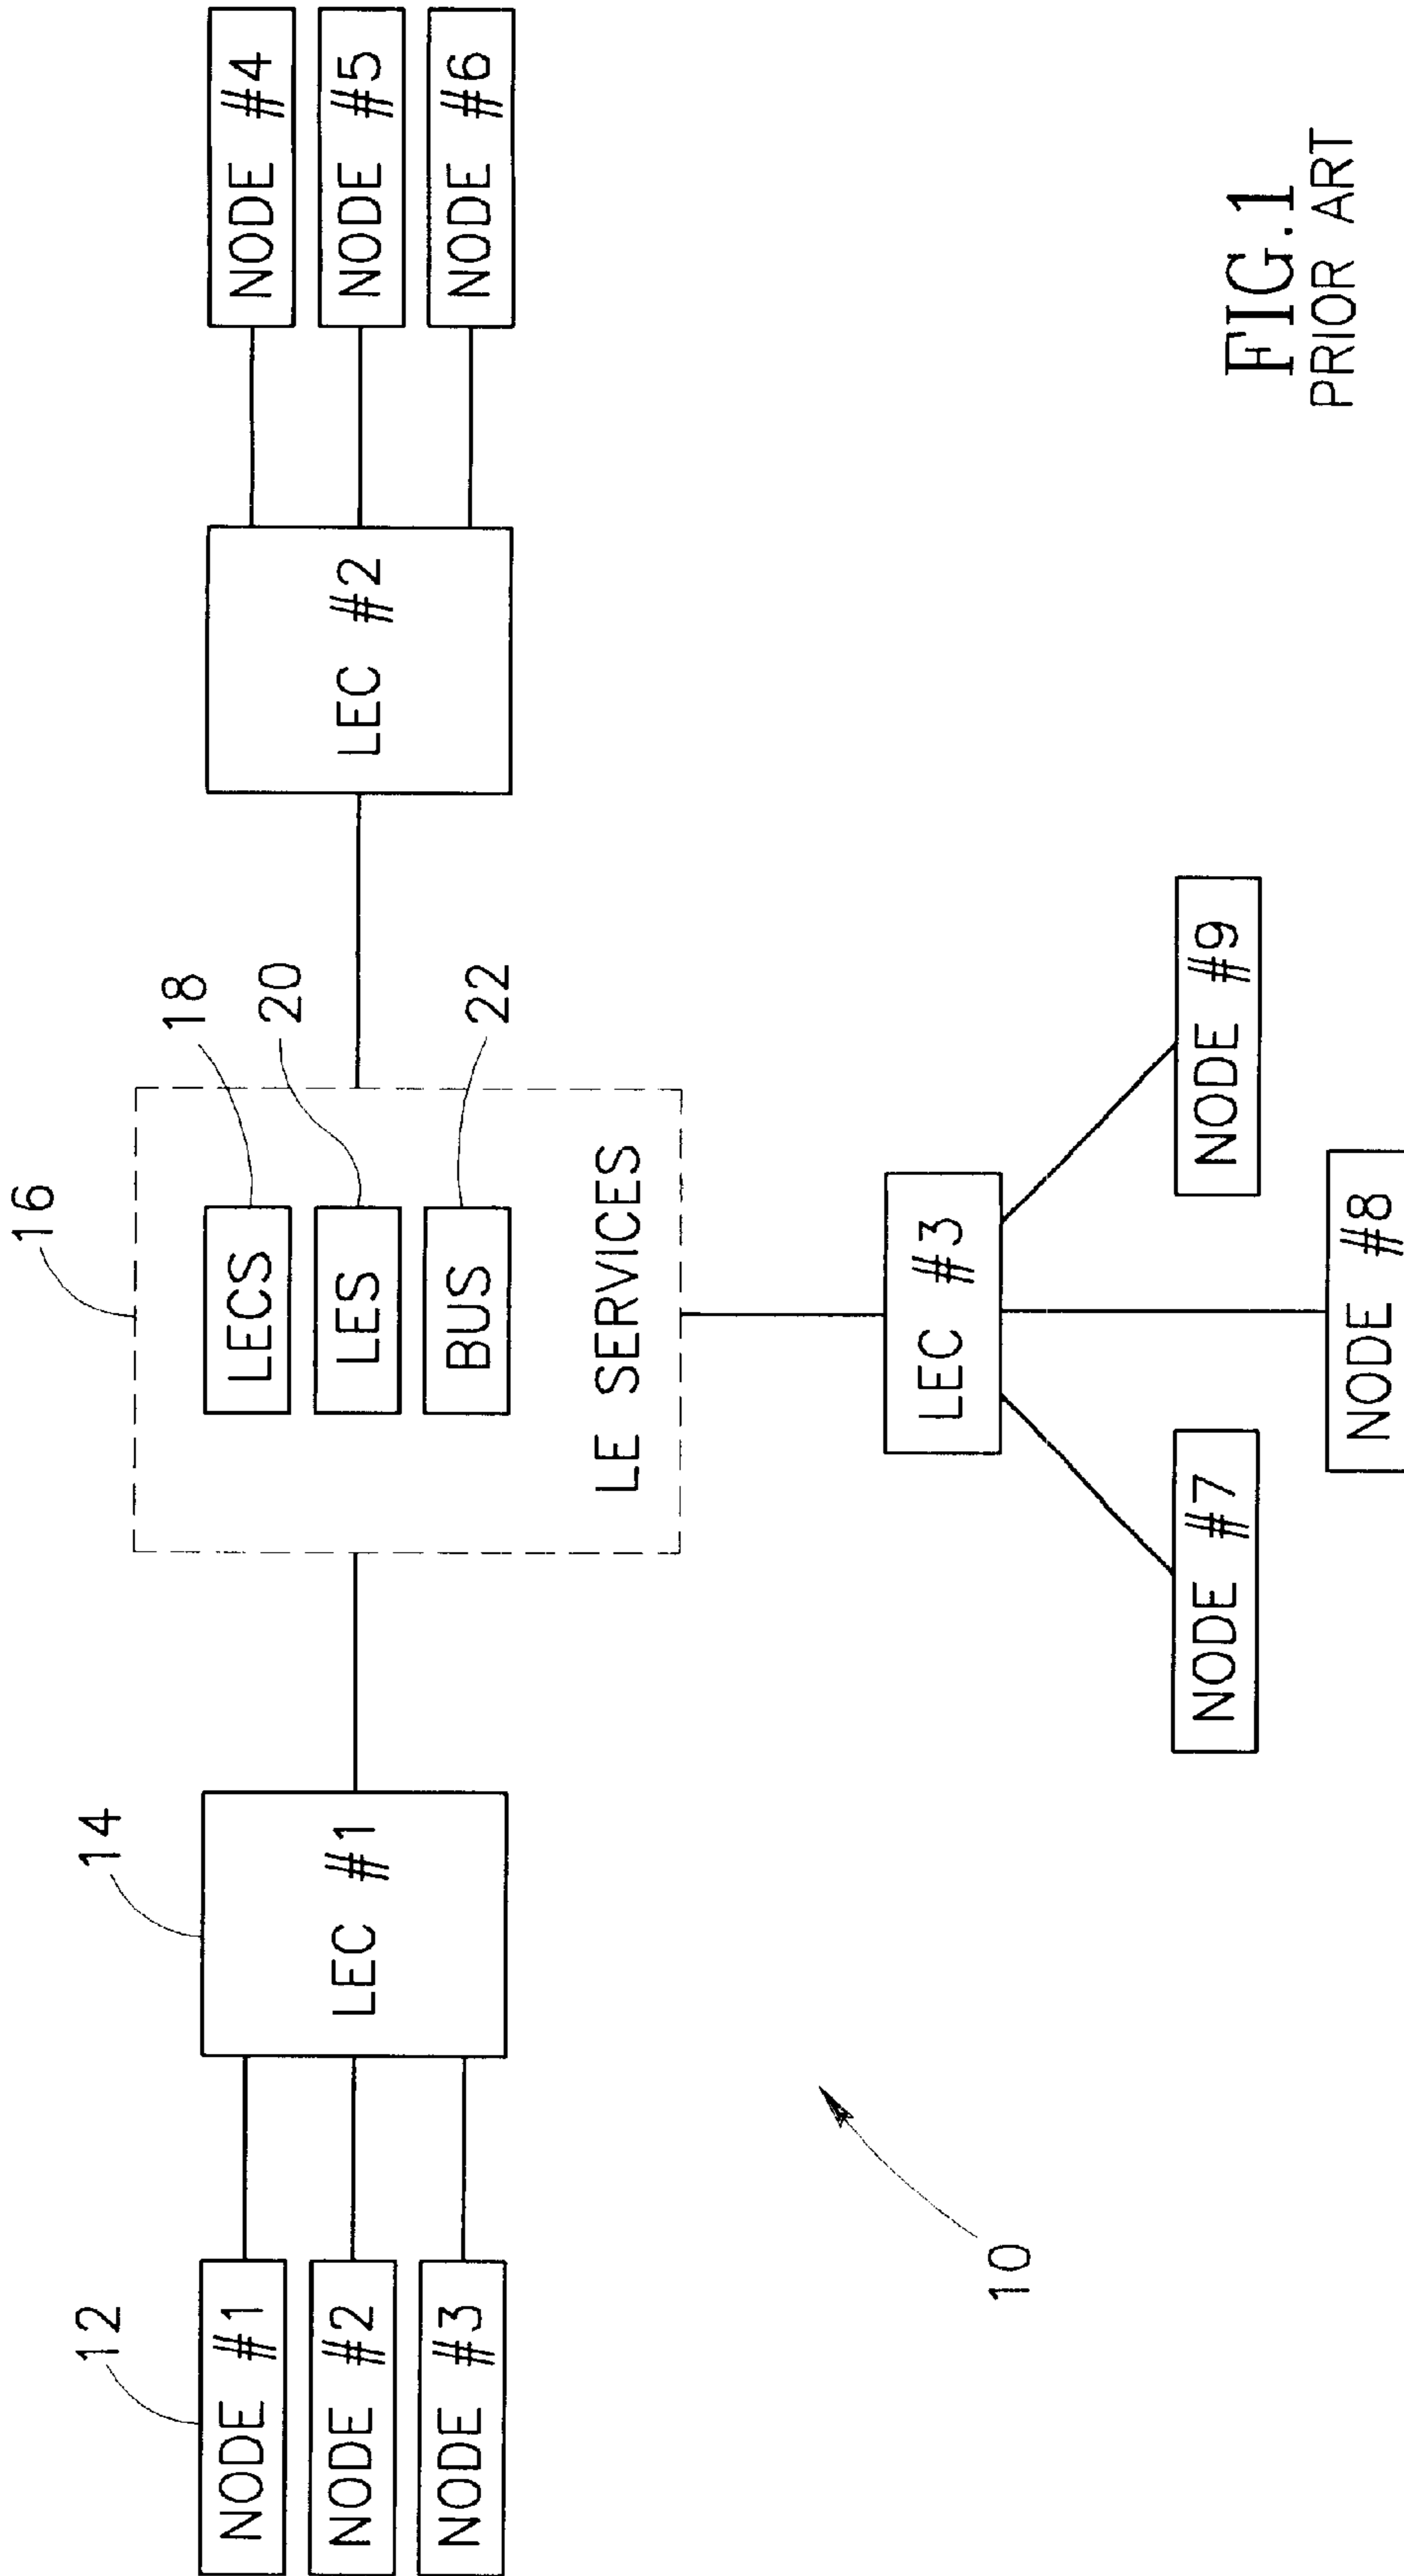 16
18
14
12
LECS
20
NODE #1
NODE #4
LES
22
NODE #2
LEC #1
LEC #2
NODE #5
BUS
NODE #3
NODE #6
LE SERVICES
LEC #3
10
NODE #7
NODE #9
NODE #8
FIG.1
PRIOR ART